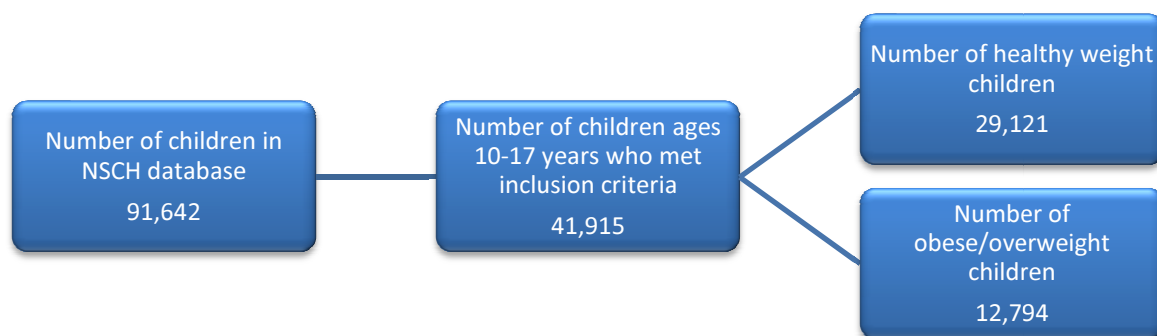 Number of children in
NSCH database
91,642
Number of children ages
10-17 years who met
inclusion criteria
41,915
Number of healthy weight
children
29,121
Number of
obese/overweight
children
12,794